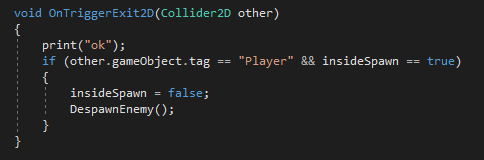 void OnTriggerExit2D(Collider2D other)
{
    print("ok");
    if (other.gameObject.tag == "Player" && insideSpawn == true)
    {
        insideSpawn = false;
        DespawnEnemy();
    }
}